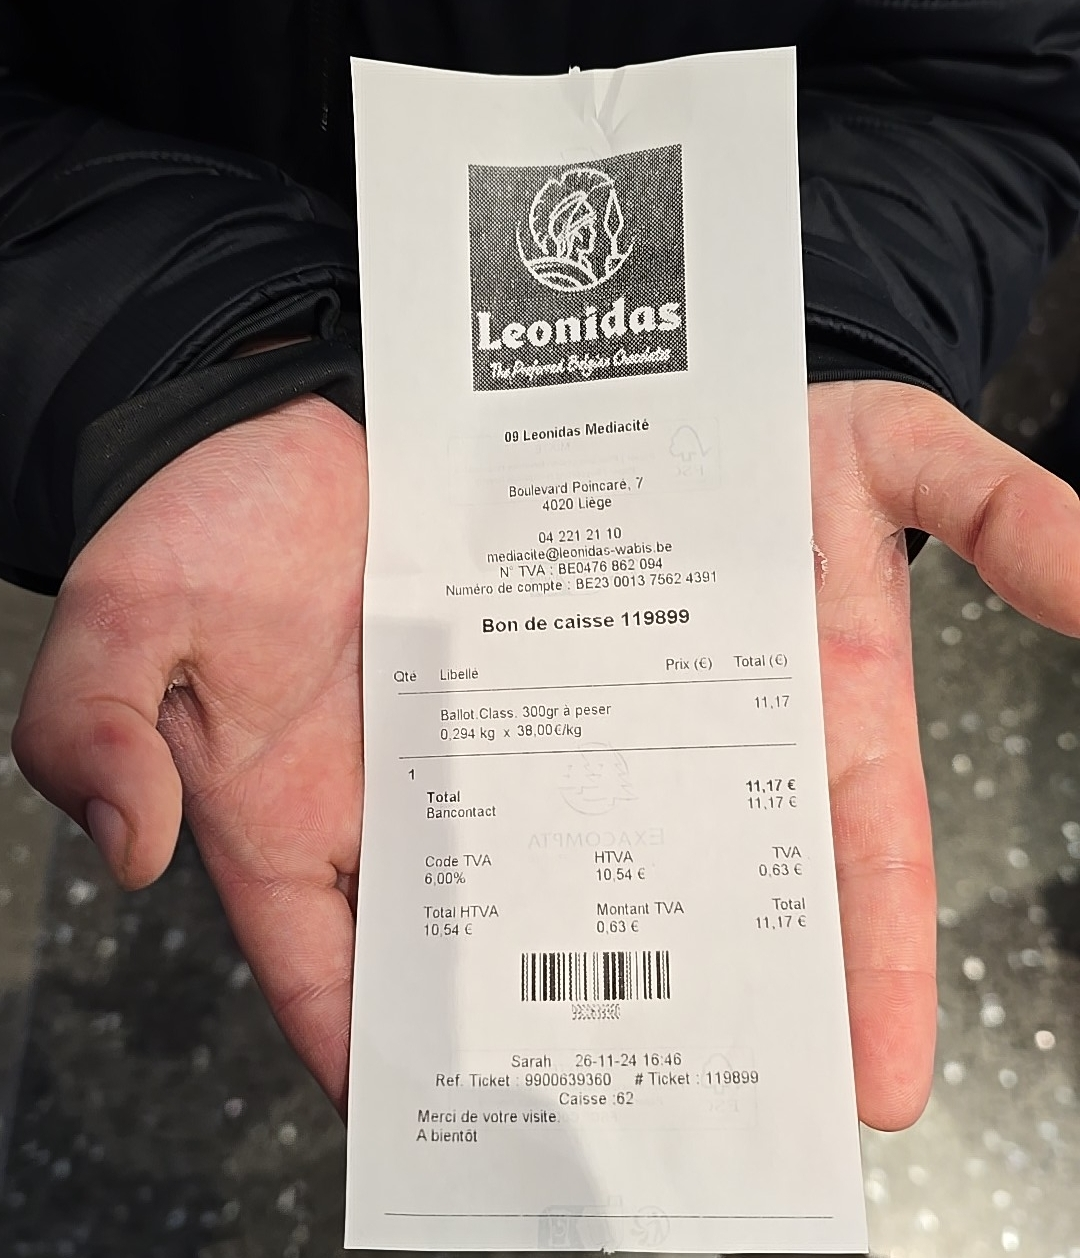 Leonidas
The Preferred Belgian Chocolates
09 Leonidas Mediacité
Boulevard Poincaré, 7
4020 Liège
04 221 21 10
mediacite@leonidas-wabis.be
N° TVA : BE0476 862 094
Numéro de compte : BE23 0013 7562 4391
Bon de caisse 119899
Qté Libellé Prix (€) Total (€)
Ballot.Class. 300gr à peser 11,17
0,294 kg x 38,00€/kg
1
Total 11,17 €
Bancontact 11,17 €
EXACOMPTA
Code TVA HTVA TVA
6,00% 10,54 € 0,63 €
Total HTVA Montant TVA Total
10,54 € 0,63 € 11,17 €
Sarah 26-11-24 16:46
Ref. Ticket : 9900639360 # Ticket : 119899
Caisse :62
Merci de votre visite.
A bientôt